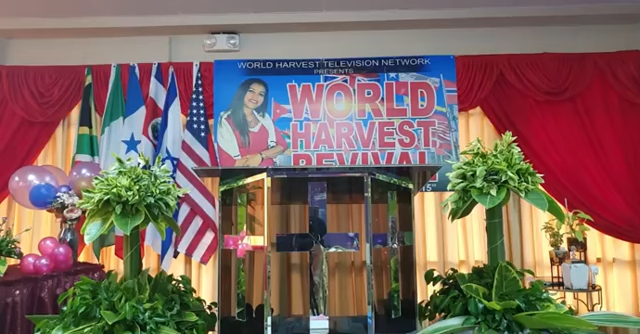 WORLD HARVEST TELEVISION NETWORK
PRESENTS
WORLD
HARVEST
REVIVAL